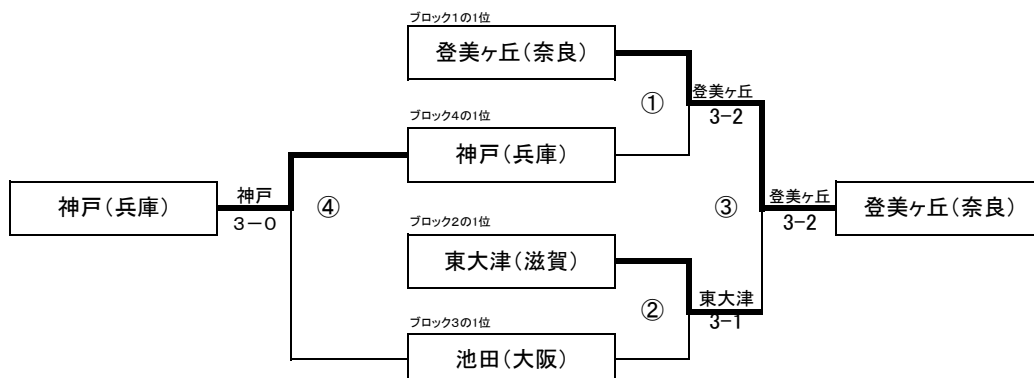 ブロック1の1位
登美ヶ丘（奈良）
①
登美ヶ丘
3-2
ブロック4の1位
神戸（兵庫）
神戸（兵庫）
神戸
3－0
④
③
登美ヶ丘
3-2
登美ヶ丘（奈良）
ブロック2の1位
東大津（滋賀）
②
東大津
3-1
ブロック3の1位
池田（大阪）